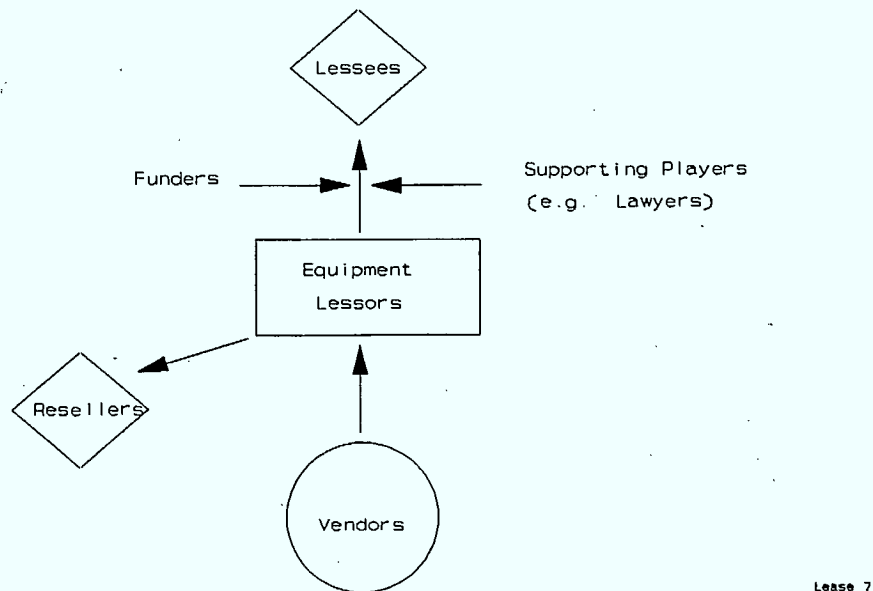 Lessees
Funders
Supporting Players
(e.g. Lawyers)
Equipment
Lessors
Resellers
Vendors
Lease 7